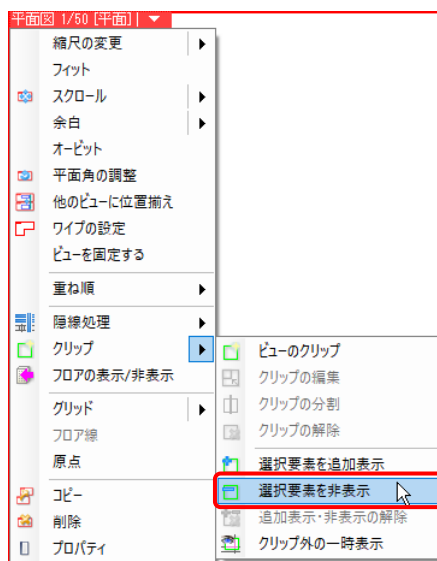 平面図 1/50 [平面] |
縮尺の変更
フィット
スクロール
余白
オービット
平面角の調整
他のビューに位置揃え
ワイプの設定
ビューを固定する
重ね順
隠線処理
クリップ
フロアの表示/非表示
グリッド
フロア線
原点
コピー
削除
プロパティ
ビューのクリップ
クリップの編集
クリップの分割
クリップの解除
選択要素を追加表示
選択要素を非表示
追加表示・非表示の解除
クリップ外の一時表示